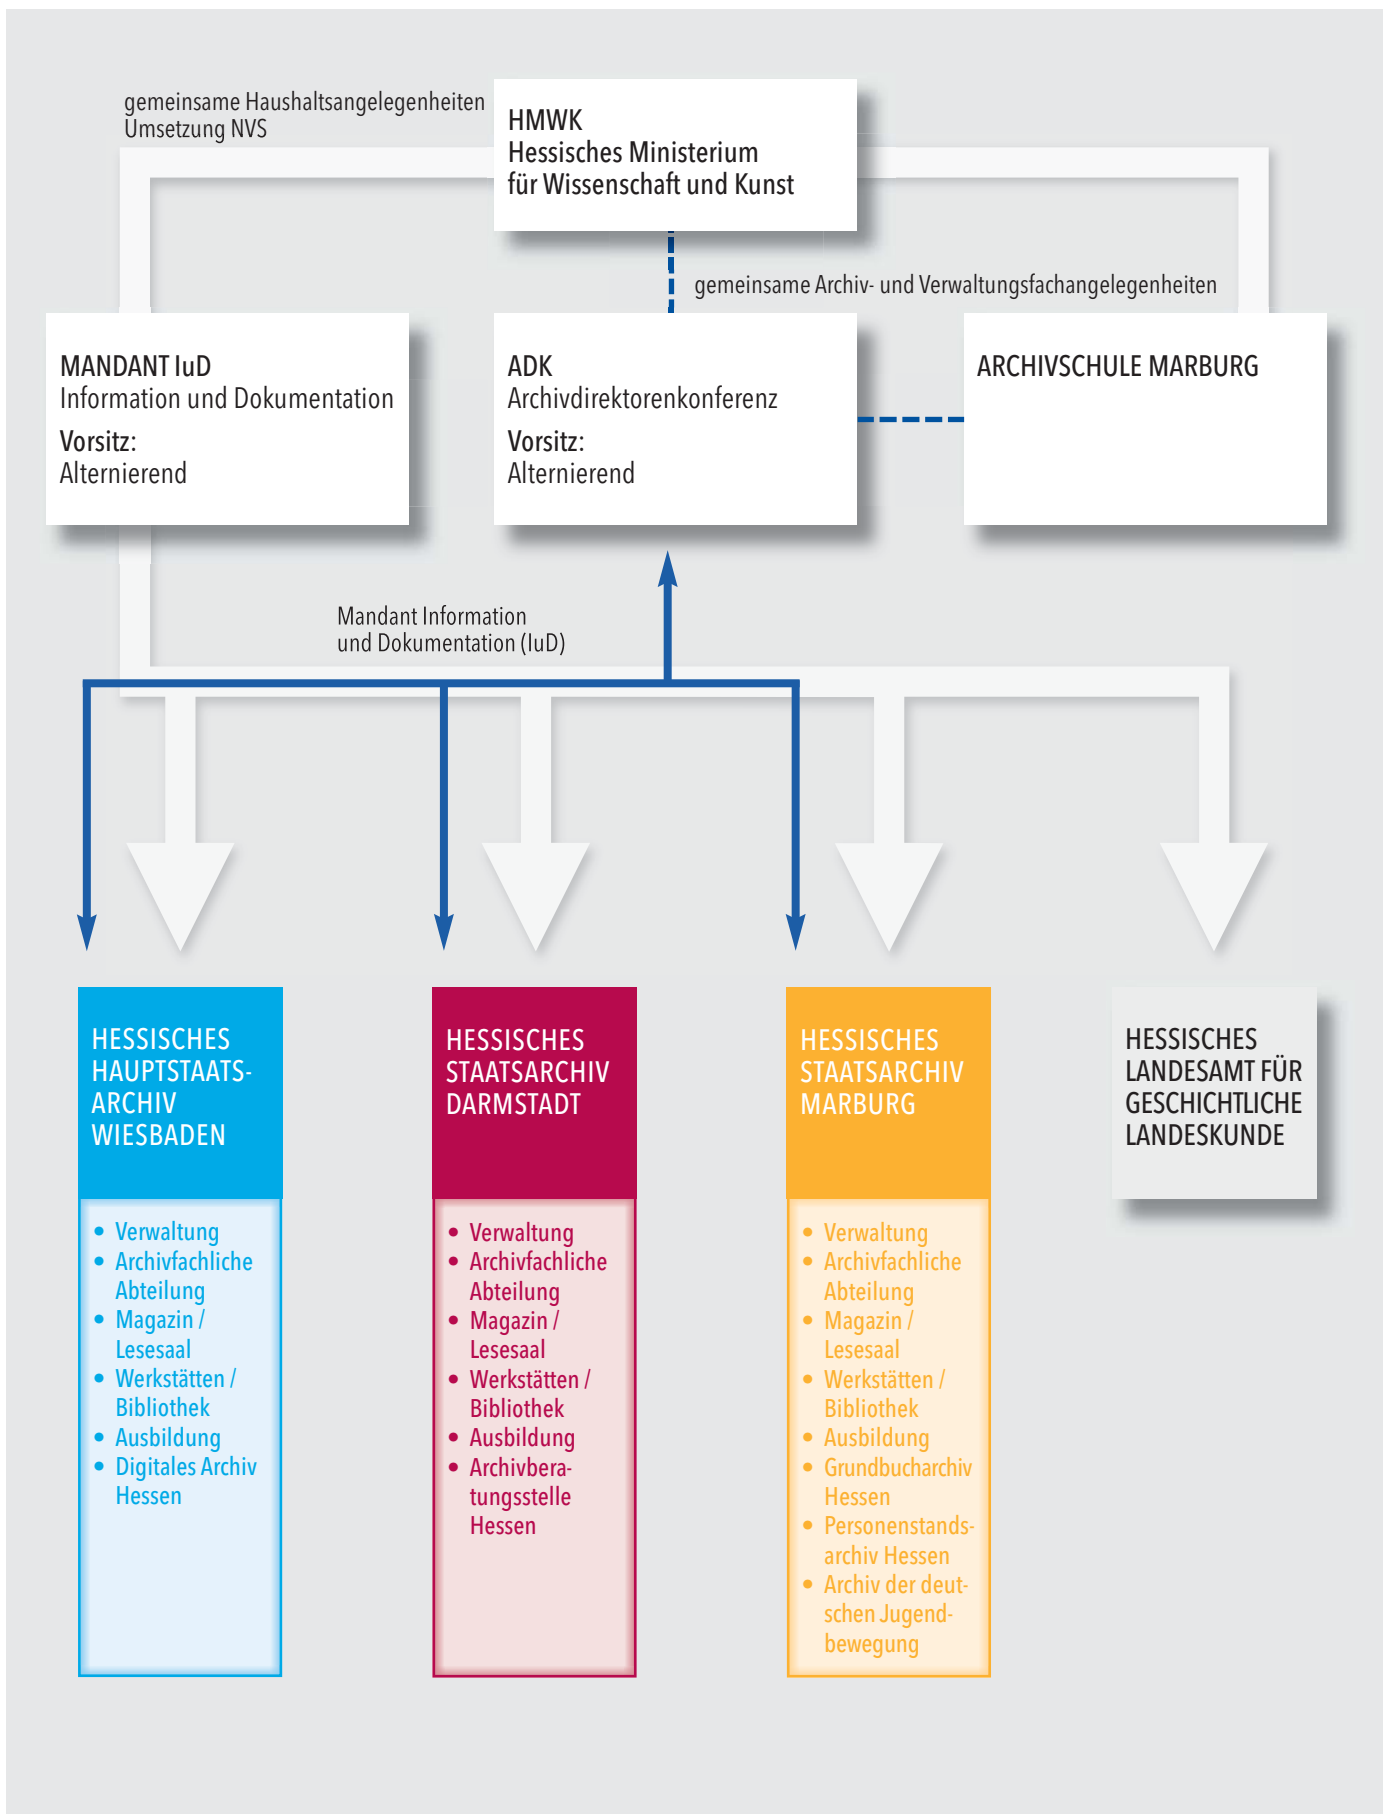 gemeinsame Haushaltsangelegenheiten
Umsetzung NVS
HMWK
Hessisches Ministerium
für Wissenschaft und Kunst
gemeinsame Archiv- und Verwaltungsfachangelegenheiten
MANDANT IuD
Information und Dokumentation
Vorsitz:
Alternierend
ADK
Archivdirektorenkonferenz
Vorsitz:
Alternierend
ARCHIVSCHULE MARBURG
Mandant Information
und Dokumentation (IuD)
HESSISCHES
HAUPTSTAATS-
ARCHIV
WIESBADEN
• Verwaltung
• Archivfachliche
Abteilung
• Magazin /
Lesesaal
• Werkstätten /
Bibliothek
• Ausbildung
• Digitales Archiv
Hessen
HESSISCHES
STAATSARCHIV
DARMSTADT
• Verwaltung
• Archivfachliche
Abteilung
• Magazin /
Lesesaal
• Werkstätten /
Bibliothek
• Ausbildung
• Archivbera-
tungsstelle
Hessen
HESSISCHES
STAATSARCHIV
MARBURG
• Verwaltung
• Archivfachliche
Abteilung
• Magazin /
Lesesaal
• Werkstätten /
Bibliothek
• Ausbildung
• Grundbucharchiv
Hessen
• Personenstands-
archiv Hessen
• Archiv der deut-
schen Jugend-
bewegung
HESSISCHES
LANDESAMT FÜR
GESCHICHTLICHE
LANDESKUNDE